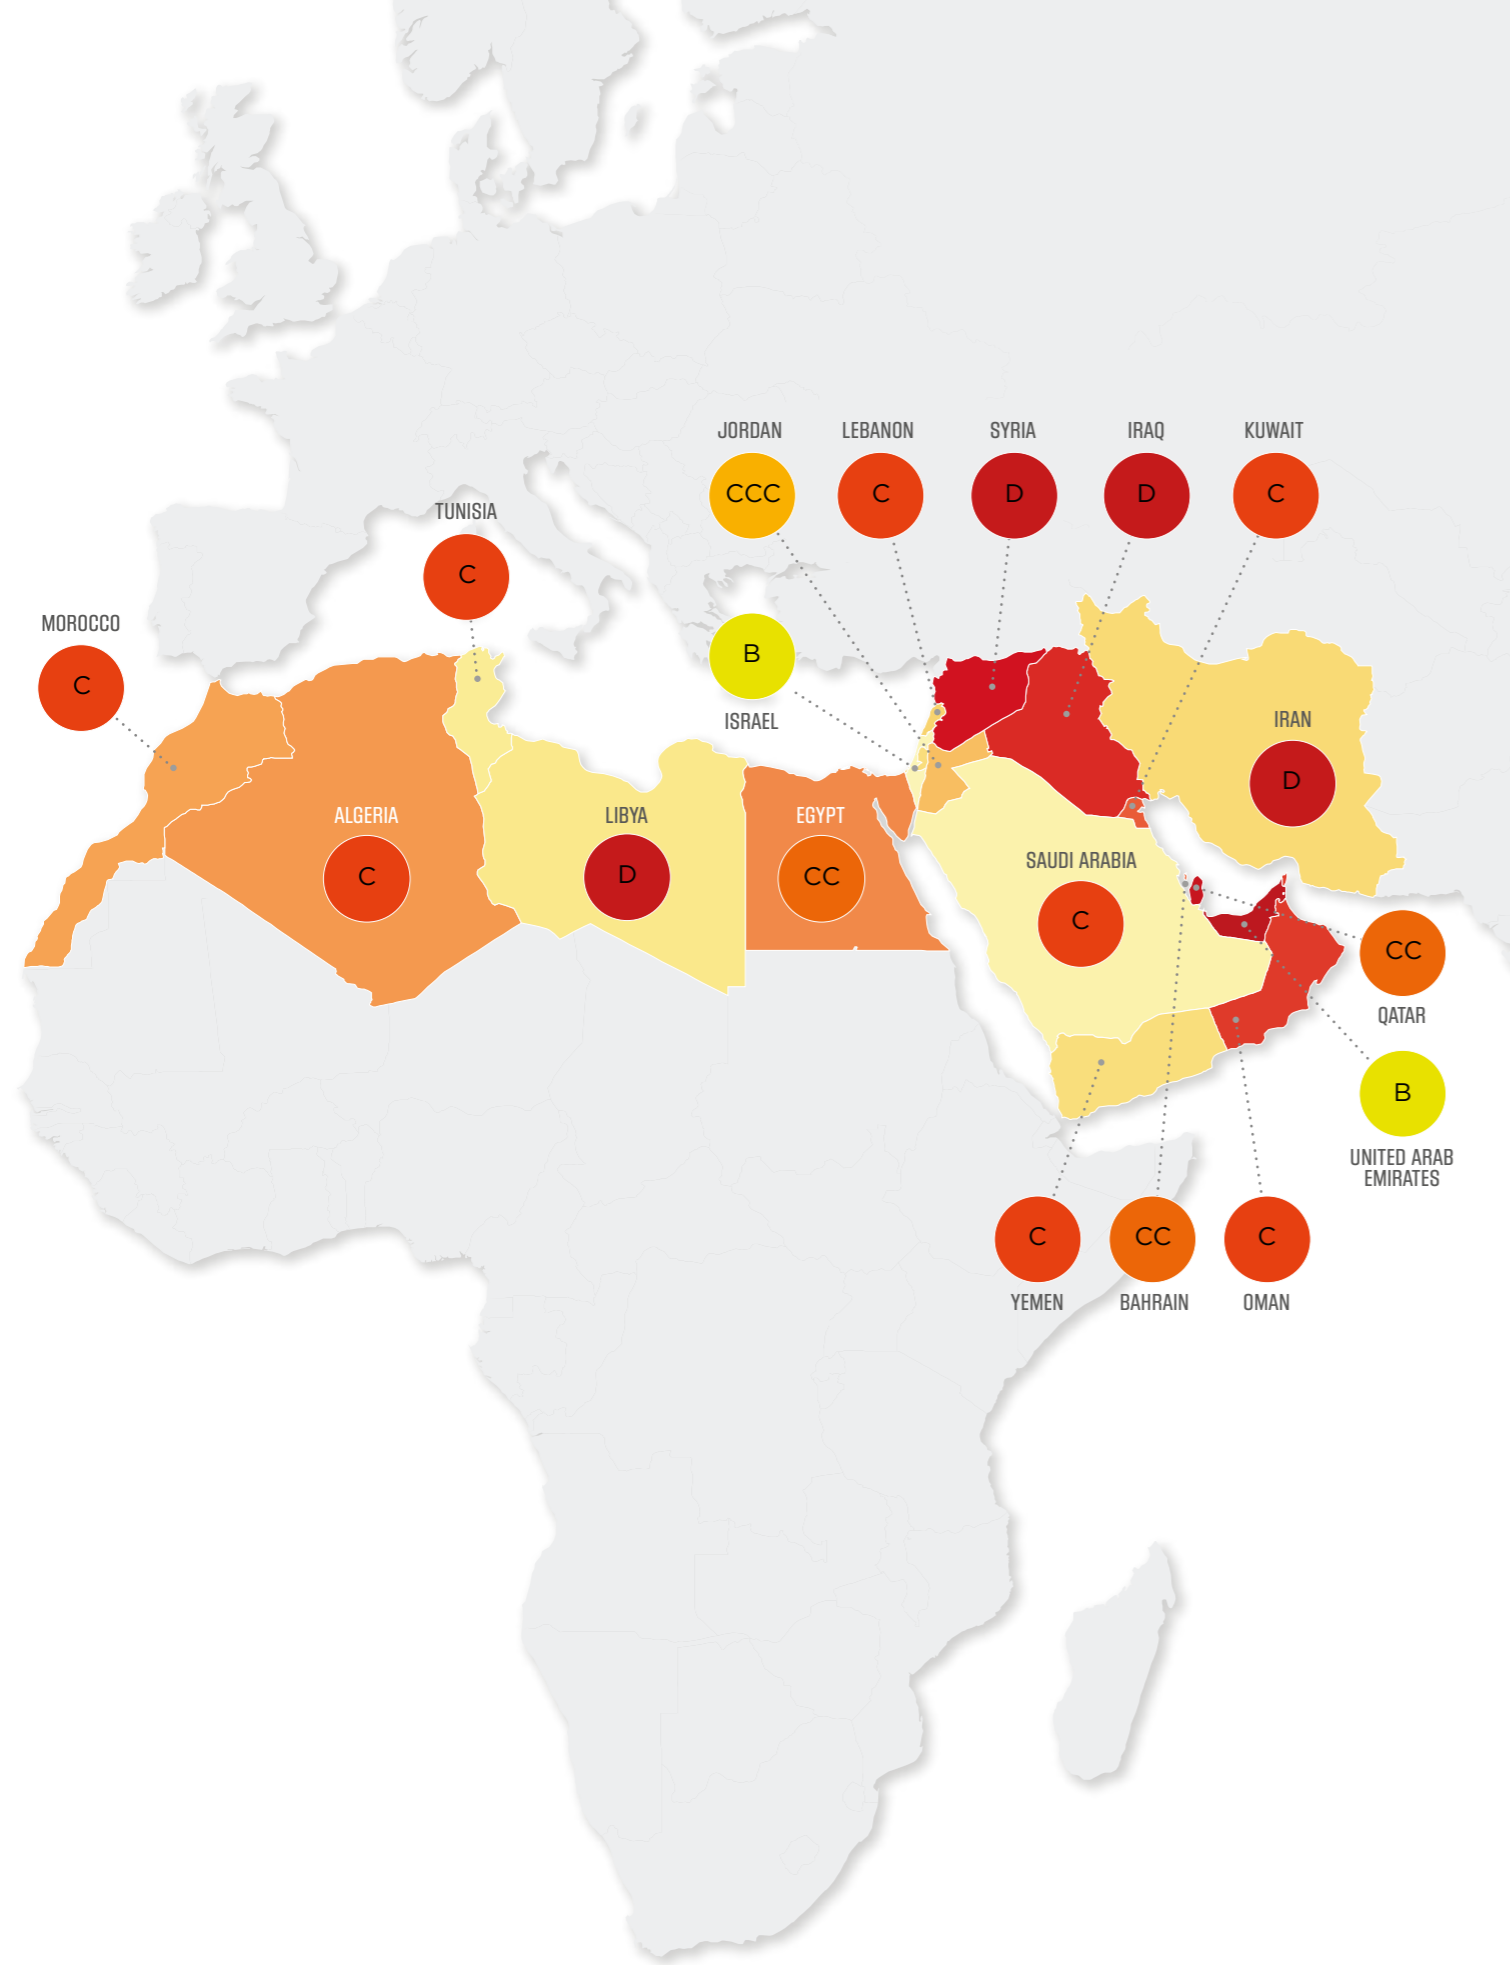 JORDAN
CCC
LEBANON
C
SYRIA
D
IRAQ
D
KUWAIT
C
TUNISIA
C
MOROCCO
C
B
ISRAEL
IRAN
D
ALGERIA
C
LIBYA
D
EGYPT
CC
SAUDI ARABIA
C
CC
QATAR
B
UNITED ARAB
EMIRATES
C
YEMEN
CC
BAHRAIN
C
OMAN